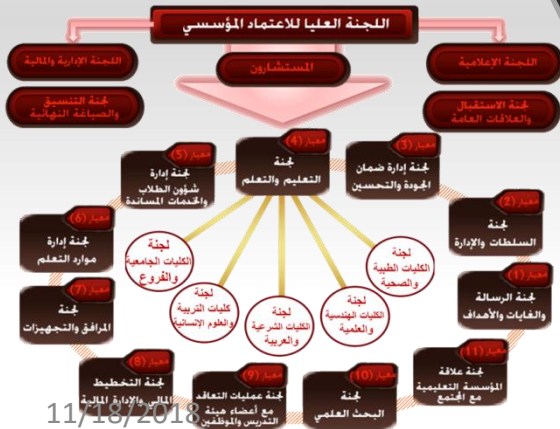 اللجنة العليا للاعتماد المؤسسي
اللجنة الإعلامية
المستشارون
اللجنة الإدارية والمالية
لجنة الاستقبال
والعلاقات العامة
لجنة التنسيق
والصياغة النهائية
معيار (4)
لجنة
التعليم والتعلم
معيار (3)
لجنة إدارة ضمان
الجودة والتحسين
معيار (5)
لجنة إدارة
شؤون الطلاب
والخدمات المساندة
معيار (2)
لجنة
السلطات والإدارة
معيار (6)
لجنة إدارة
موارد التعلم
لجنة
الكليات الطبية
والصحية
لجنة
الكليات الهندسية
والعلمية
لجنة
الكليات الشرعية
والعربية
لجنة
كليات التربية
والعلوم الإنسانية
لجنة
الكليات الجامعية
والفروع
معيار (1)
لجنة الرسالة
والغايات والأهداف
معيار (7)
لجنة
المرافق والتجهيزات
معيار (11)
لجنة علاقة
المؤسسة التعليمية
مع المجتمع
معيار (10)
لجنة
البحث العلمي
معيار (9)
لجنة عمليات التعاقد
مع أعضاء هيئة
التدريس والموظفين
معيار (8)
لجنة التخطيط
المالي والإدارة المالية
11/18/2018